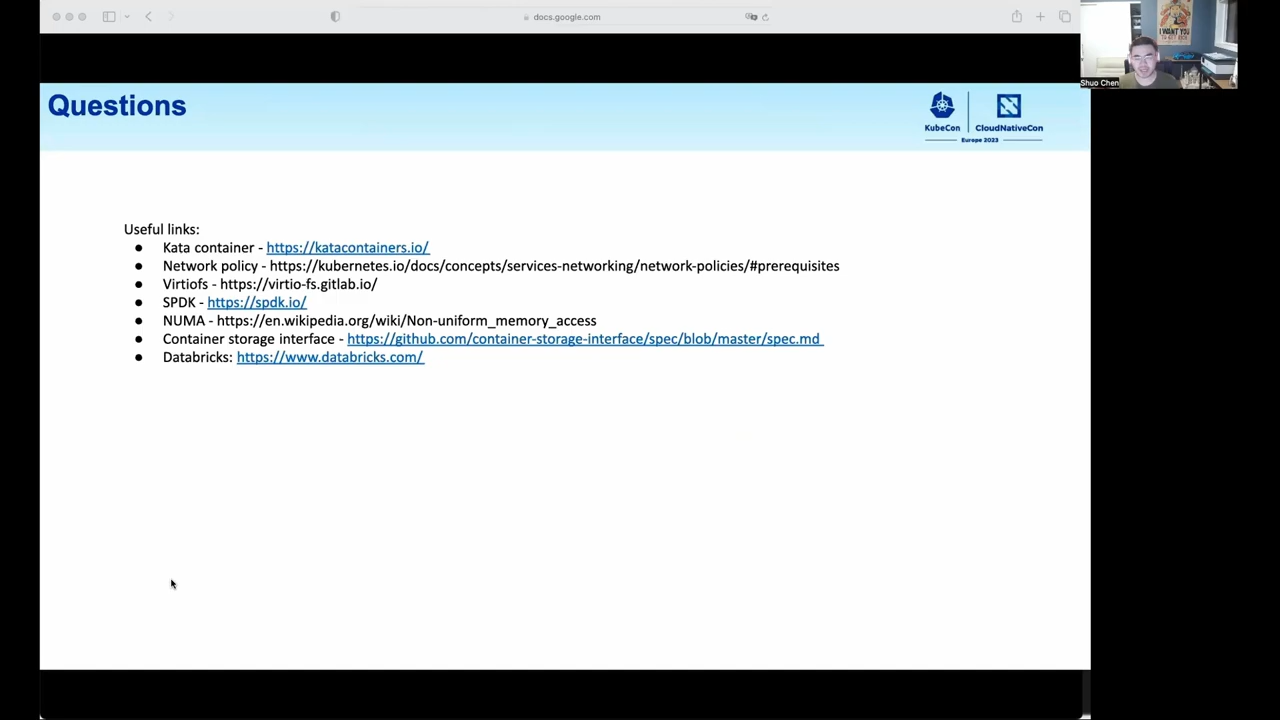 docs.google.com
Questions
KubeCon
CloudNativeCon
Europe 2023
Useful links:
● Kata container - https://katacontainers.io/
● Network policy - https://kubernetes.io/docs/concepts/services-networking/network-policies/#prerequisites
● Virtiofs - https://virtio-fs.gitlab.io/
● SPDK - https://spdk.io/
● NUMA - https://en.wikipedia.org/wiki/Non-uniform_memory_access
● Container storage interface - https://github.com/container-storage-interface/spec/blob/master/spec.md
● Databricks: https://www.databricks.com/
I WANT YOU
Shuo Chen